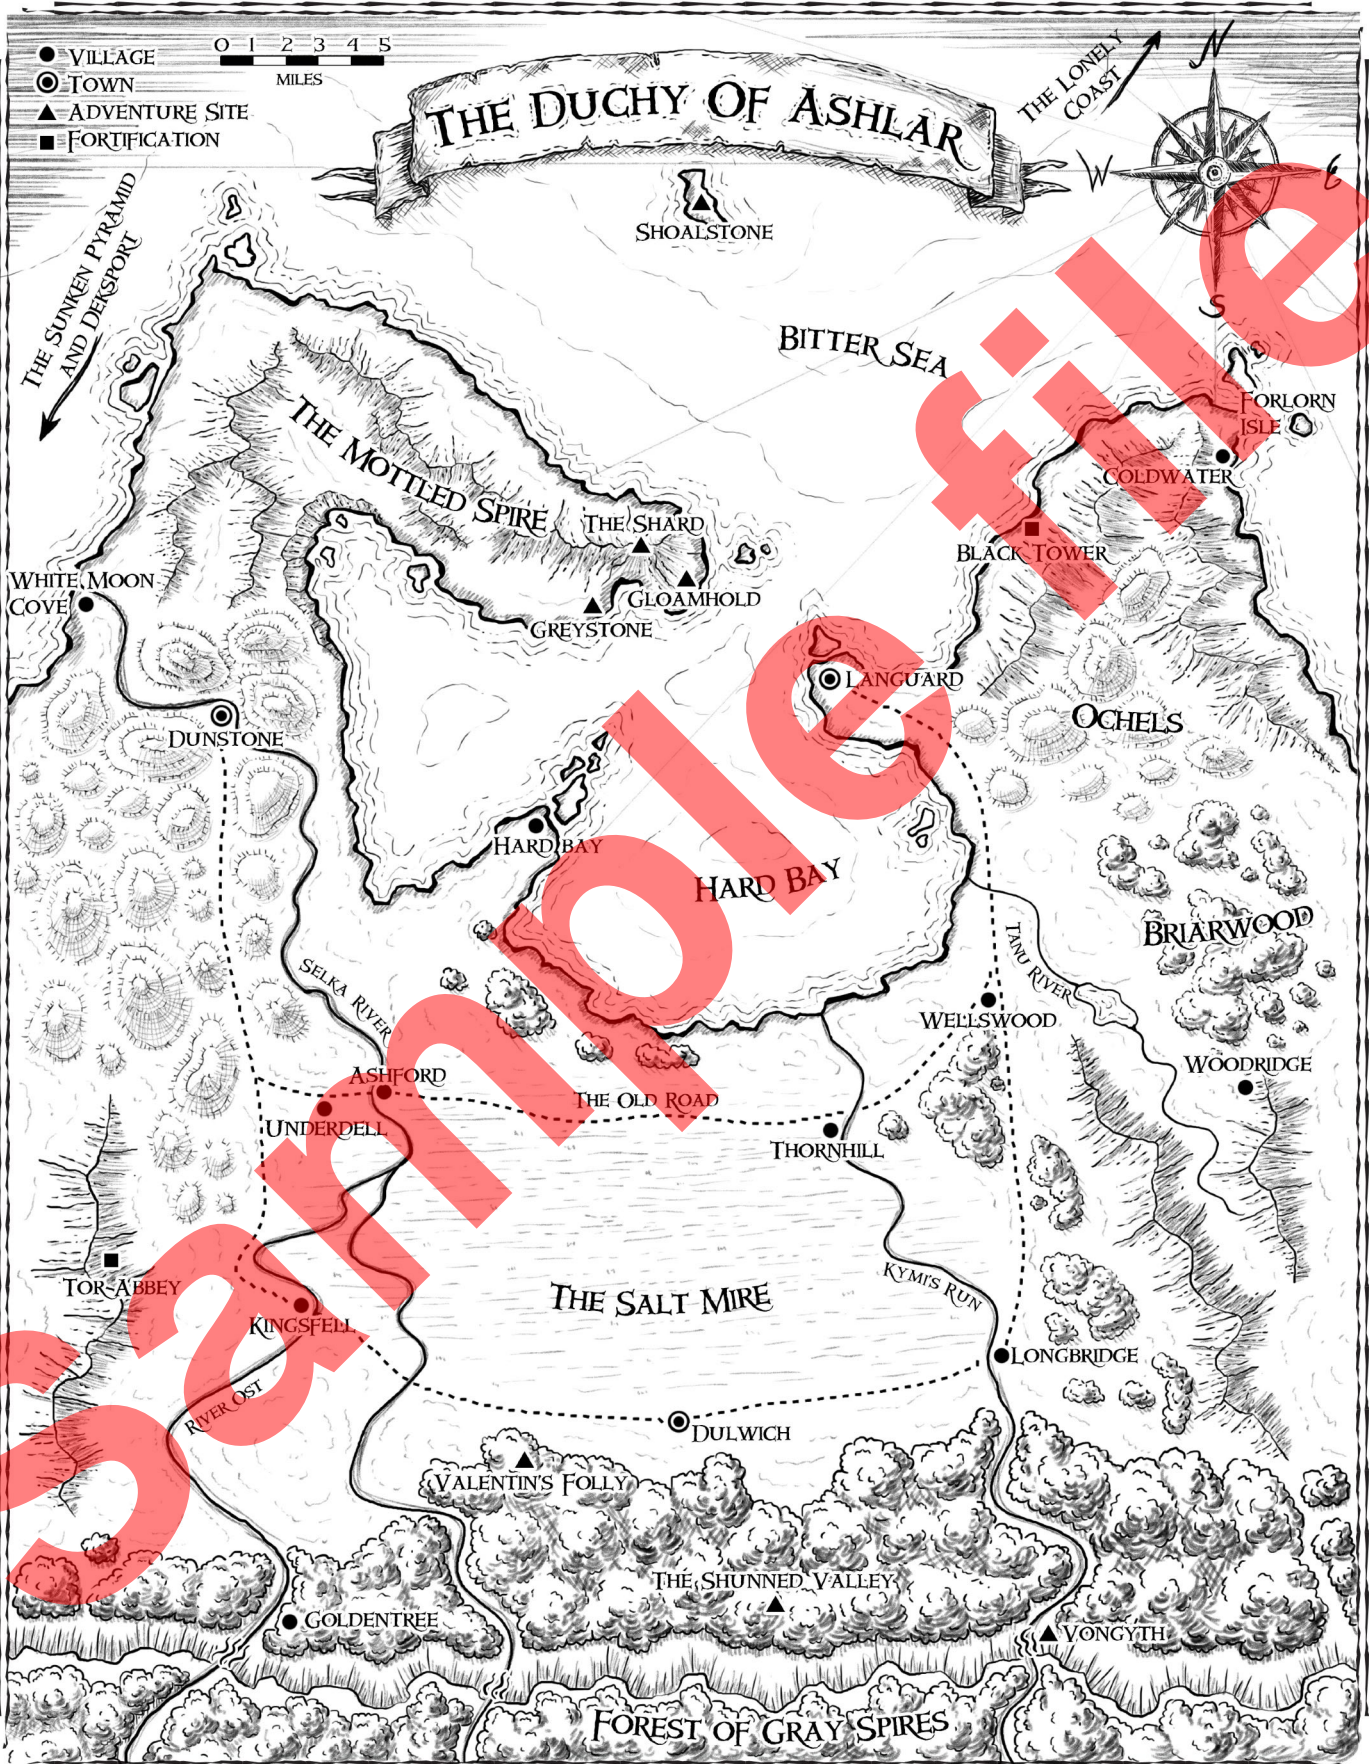 VILLAGE
TOWN
ADVENTURE SITE
FORTIFICATION
0 1 2 3 4 5
MILES
THE DUCHY OF ASHLAR
THE LONELY
COAST
N
W
E
S
THE SUNKEN PYRAMID
AND DEKSPORT
SHOALSTONE
BITTER SEA
FORLORN
ISLE
COLDWATER
THE MOTTLED SPIRE
THE SHARD
BLACK TOWER
WHITE MOON
COVE
GLOAMHOLD
GREYSTONE
LANGUARD
OCHELS
DUNSTONE
HARD BAY
HARD BAY
BRIARWOOD
SELKA RIVER
TANU RIVER
WELLSWOOD
WOODRIDGE
ASHFORD
THE OLD ROAD
UNDERDELL
THORNHILL
TOR ABBEY
KYMI'S RUN
THE SALT MIRE
KINGSFELL
LONGBRIDGE
RIVER OST
DULWICH
VALENTIN'S FOLLY
THE SHUNNED VALLEY
GOLDENTREE
VONGYTH
FOREST OF GRAY SPIRES
Sample file